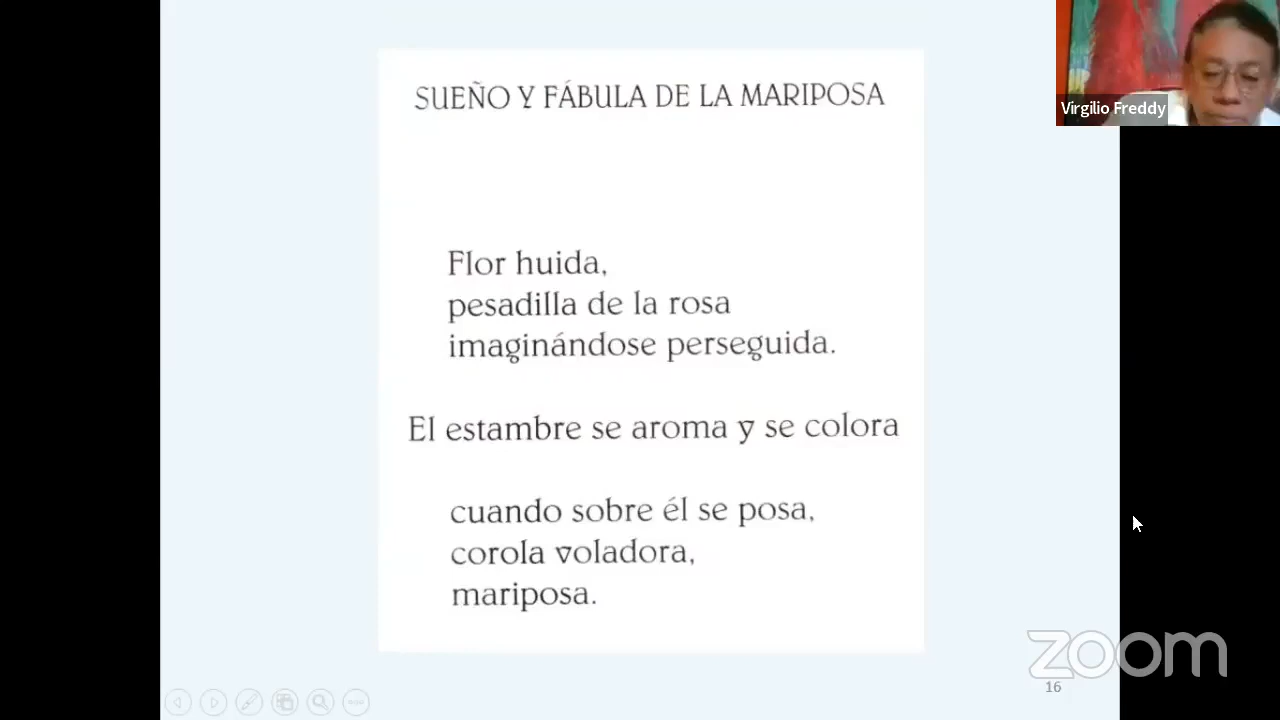 SUEÑO Y FÁBULA DE LA MARIPOSA
Flor huida,
pesadilla de la rosa
imaginándose perseguida.
El estambre se aroma y se colora
cuando sobre él se posa,
corola voladora,
mariposa.
Virgilio Freddy
zoom
16